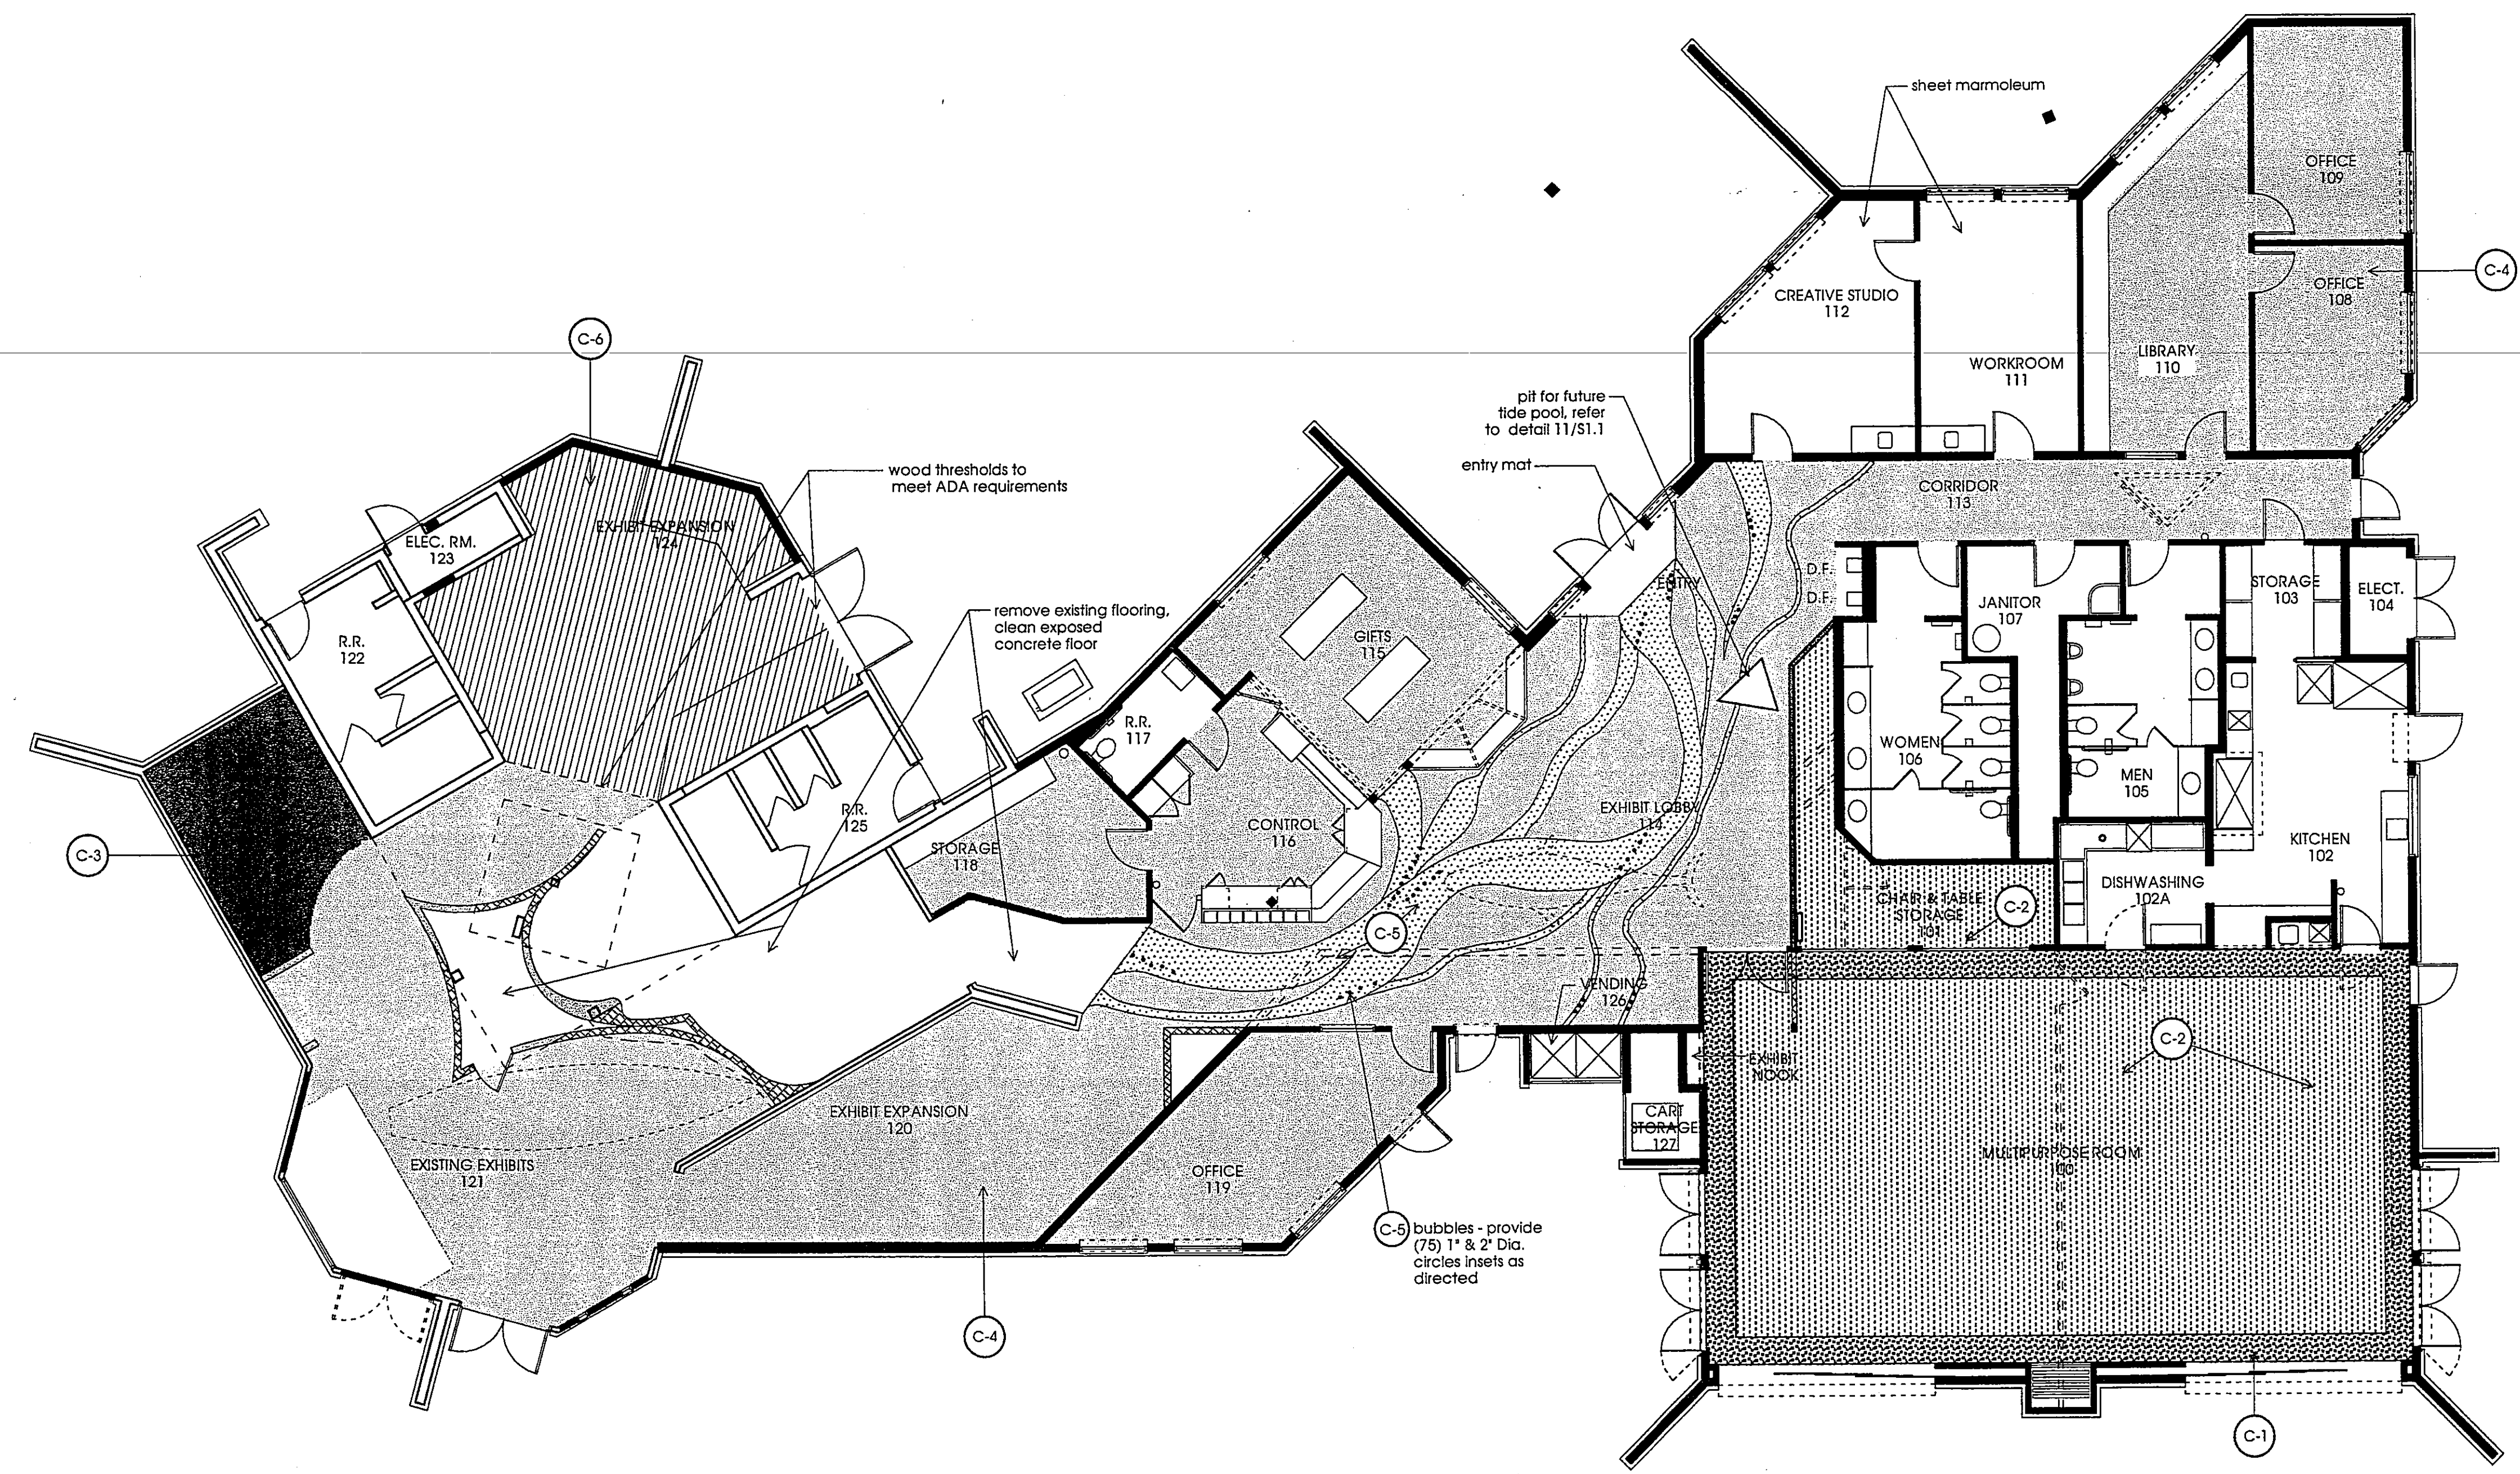 sheet marmoleum
OFFICE
109
C-4
OFFICE
108
CREATIVE STUDIO
112
LIBRARY
110
WORKROOM
111
C-6
pit for future
tide pool, refer
to detail 11/S1.1
entry mat
wood thresholds to
meet ADA requirements
CORRIDOR
113
EXHIBIT EXPANSION
124
ELEC. RM.
123
D.F.
D.F.
ENTRY
STORAGE
103
ELECT.
104
JANITOR
107
remove existing flooring,
clean exposed
concrete floor
R.R.
122
GIFTS
115
R.R.
117
WOMEN
106
MEN
105
EXHIBIT LOBBY
114
R.R.
125
CONTROL
116
KITCHEN
102
C-3
STORAGE
118
DISHWASHING
102A
CHAIR & TABLE
STORAGE
101
C-2
C-5
VENDING
126
C-2
EXHIBIT
NOOK
EXHIBIT EXPANSION
120
CART
STORAGE
127
MULTIPURPOSE ROOM
100
EXISTING EXHIBITS
121
OFFICE
119
C-5
bubbles - provide
(75) 1" & 2" Dia.
circles insets as
directed
C-4
C-1